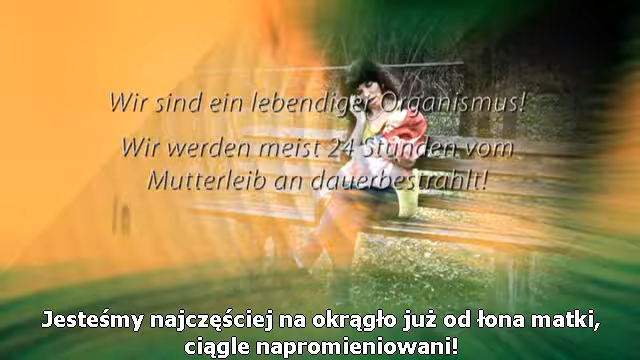 Wir sind ein lebendiger Organismus!
Wir werden meist 24 Stunden vom
Mutterleib an dauerbestrahlt!
In
Jesteśmy najczęściej na okrągło już od łona matki,
ciągle napromieniowani!